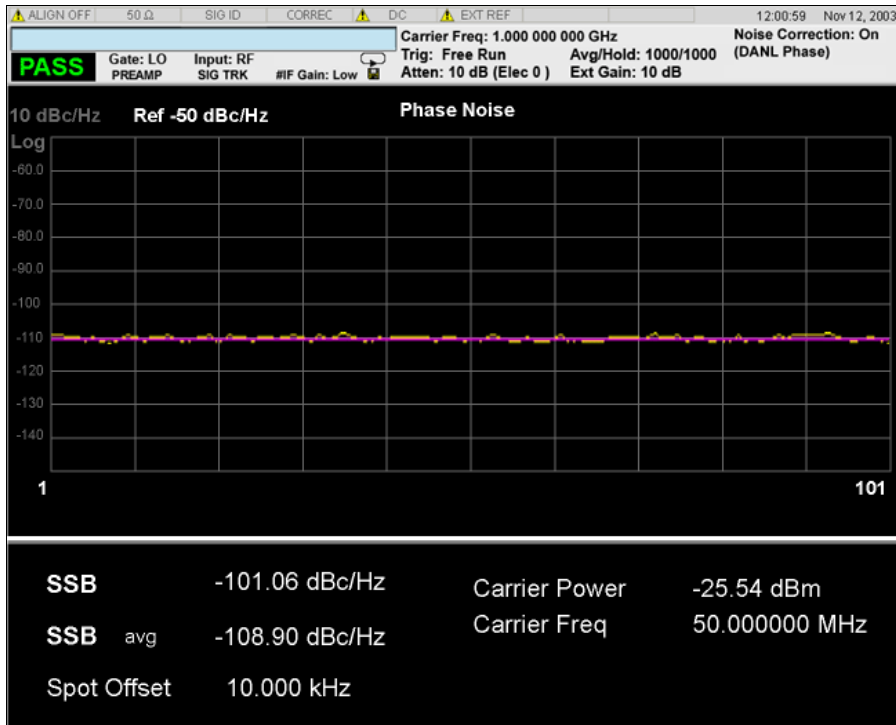 ALIGN OFF 50 Ω SIG ID CORREC DC EXT REF 12:00:59 Nov 12, 2003
Carrier Freq: 1.000 000 000 GHz Noise Correction: On
PASS Gate: LO Input: RF Trig: Free Run Avg/Hold: 1000/1000 (DANL Phase)
PREAMP SIG TRK #IF Gain: Low Atten: 10 dB (Elec 0 ) Ext Gain: 10 dB
10 dBc/Hz Ref -50 dBc/Hz Phase Noise
Log
-60.0
-70.0
-80.0
-90.0
-100
-110
-120
-130
-140
1 101
SSB -101.06 dBc/Hz Carrier Power -25.54 dBm
SSB avg -108.90 dBc/Hz Carrier Freq 50.000000 MHz
Spot Offset 10.000 kHz